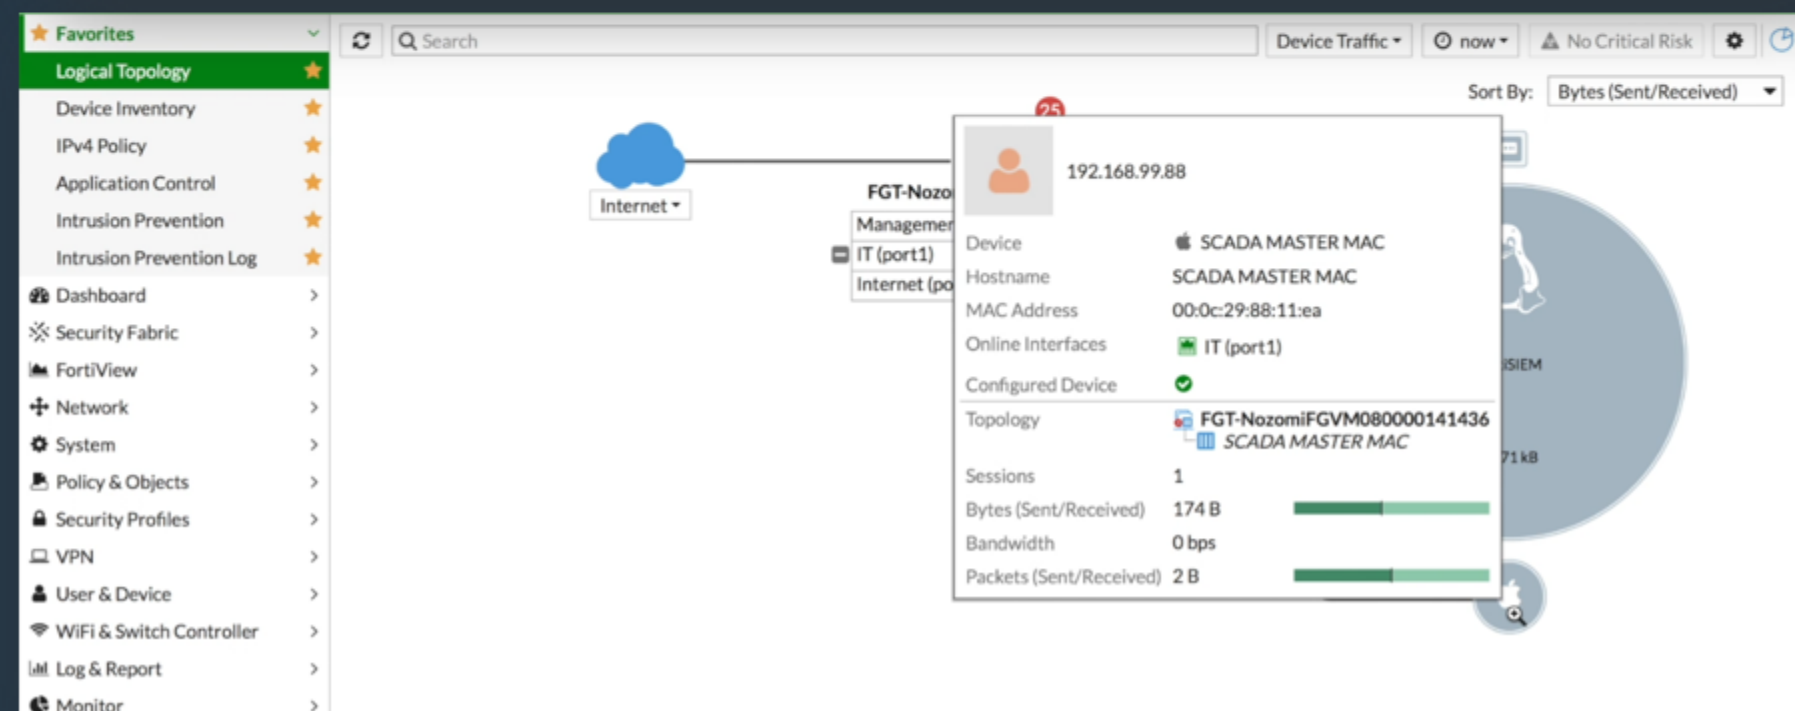 Favorites
Logical Topology
Device Inventory
IPv4 Policy
Application Control
Intrusion Prevention
Intrusion Prevention Log
Dashboard
Security Fabric
FortiView
Network
System
Policy & Objects
Security Profiles
VPN
User & Device
WiFi & Switch Controller
Log & Report
Monitor
Search
Device Traffic
now
No Critical Risk
Sort By: Bytes (Sent/Received)
Internet
25
FGT-Nozo
Managemen
IT (port1)
Internet (po
192.168.99.88
Device SCADA MASTER MAC
Hostname SCADA MASTER MAC
MAC Address 00:0c:29:88:11:ea
Online Interfaces IT (port1)
Configured Device
Topology FGT-NozomiFGVM080000141436
SCADA MASTER MAC
Sessions 1
Bytes (Sent/Received) 174 B
Bandwidth 0 bps
Packets (Sent/Received) 2 B
iSIEM
71 kB